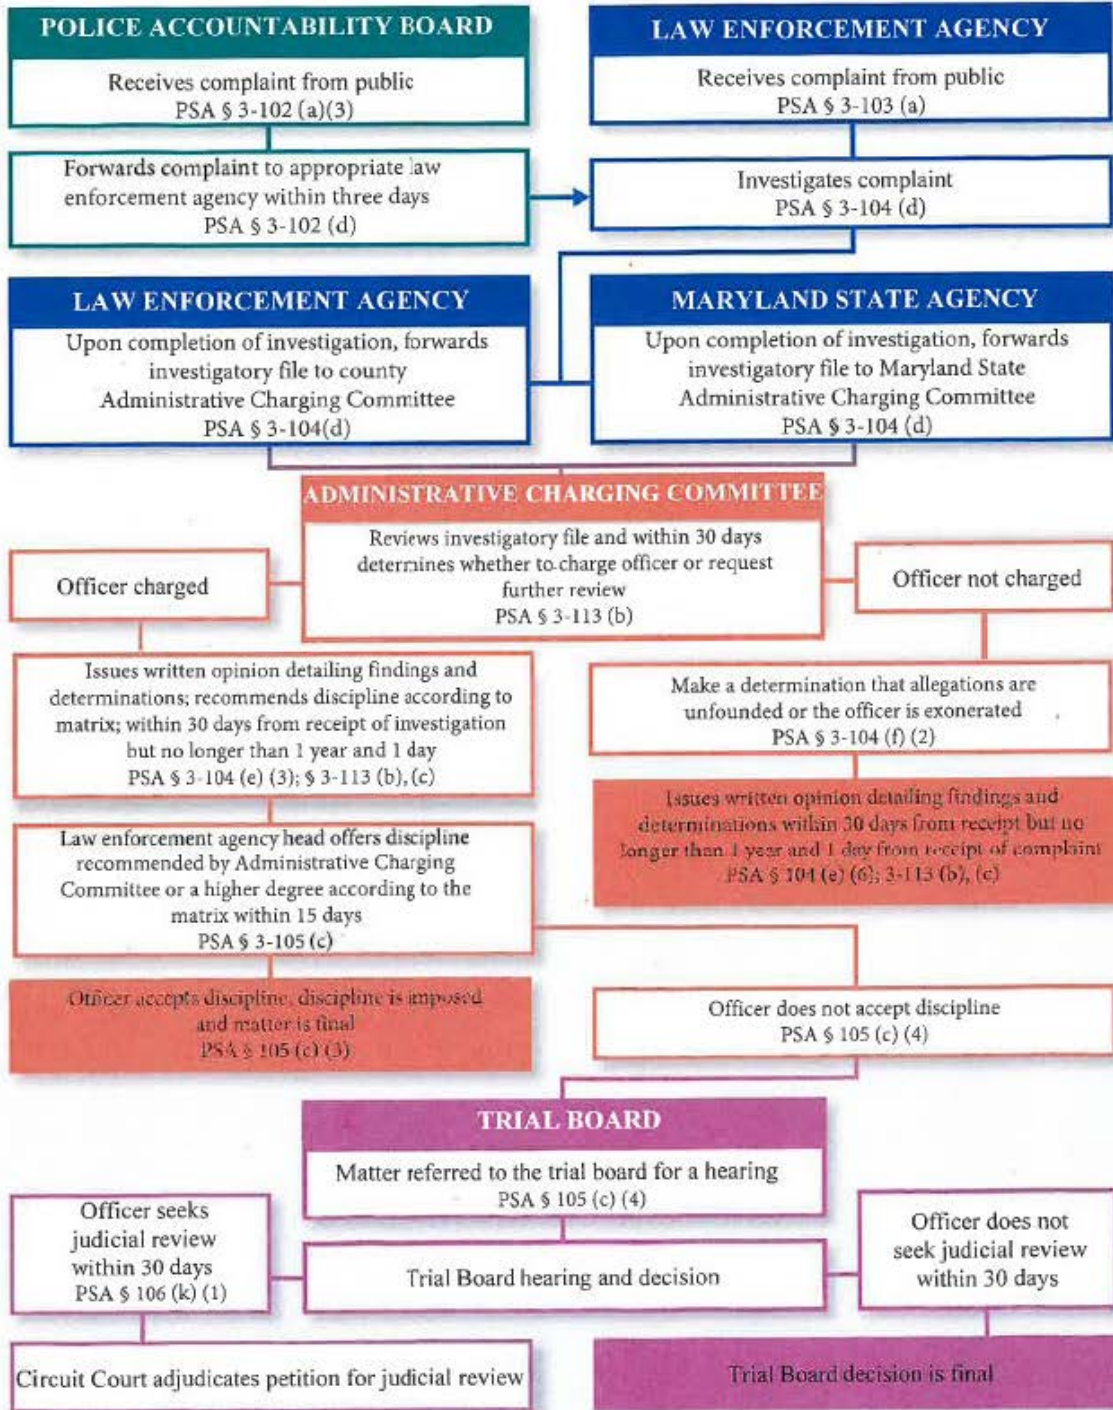 POLICE ACCOUNTABILITY BOARD
Receives complaint from public
PSA § 3-102 (a)(3)
Forwards complaint to appropriate law
enforcement agency within three days
PSA § 3-102 (d)
LAW ENFORCEMENT AGENCY
Receives complaint from public
PSA § 3-103 (a)
Investigates complaint
PSA § 3-104 (d)
LAW ENFORCEMENT AGENCY
Upon completion of investigation, forwards
investigatory file to county
Administrative Charging Committee
PSA § 3-104(d)
MARYLAND STATE AGENCY
Upon completion of investigation, forwards
investigatory file to Maryland State
Administrative Charging Committee
PSA § 3-104 (d)
ADMINISTRATIVE CHARGING COMMITTEE
Reviews investigatory file and within 30 days
determines whether to charge officer or request
further review
PSA § 3-113 (b)
Officer charged
Officer not charged
Issues written opinion detailing findings and
determinations; recommends discipline according to
matrix; within 30 days from receipt of investigation
but no longer than 1 year and 1 day
PSA § 3-104 (e) (3); § 3-113 (b), (c)
Make a determination that allegations are
unfounded or the officer is exonerated
PSA § 3-104 (f) (2)
Issues written opinion detailing findings and
determinations within 30 days from receipt but no
longer than 1 year and 1 day from receipt of complaint
PSA § 104 (e) (6); 3-113 (b), (c)
Law enforcement agency head offers discipline
recommended by Administrative Charging
Committee or a higher degree according to the
matrix within 15 days
PSA § 3-105 (c)
Officer accepts discipline, discipline is imposed
and matter is final
PSA § 105 (c) (3)
Officer does not accept discipline
PSA § 105 (c) (4)
TRIAL BOARD
Matter referred to the trial board for a hearing
PSA § 105 (c) (4)
Officer seeks
judicial review
within 30 days
PSA § 106 (k) (1)
Trial Board hearing and decision
Officer does not
seek judicial review
within 30 days
Circuit Court adjudicates petition for judicial review
Trial Board decision is final